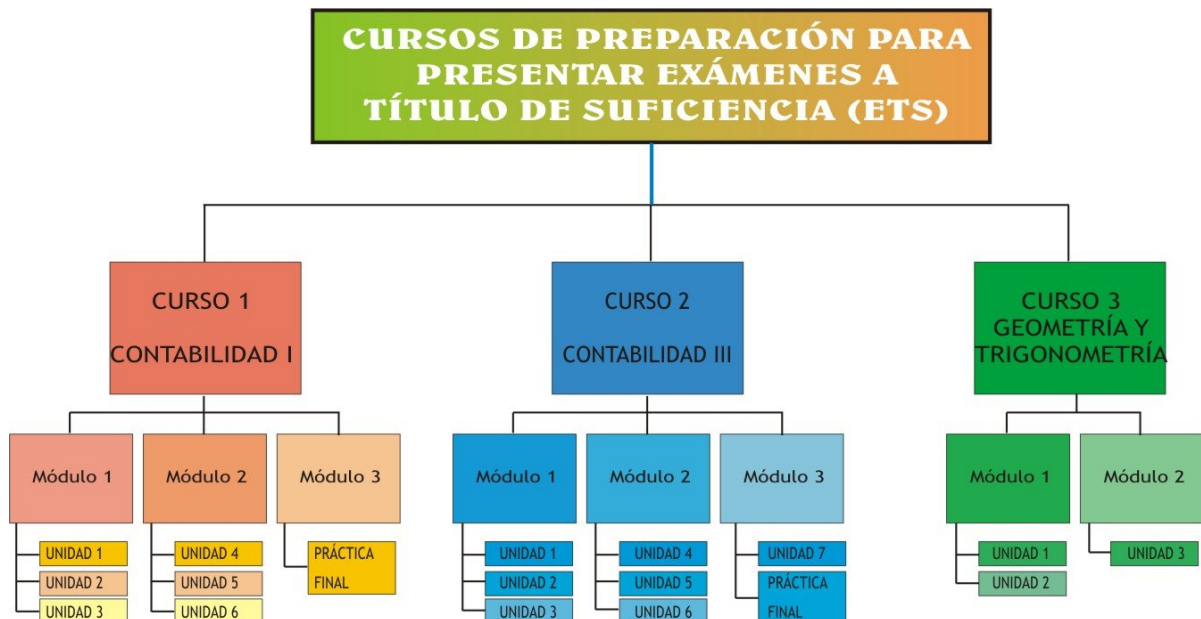 CURSOS DE PREPARACIÓN PARA
PRESENTAR EXÁMENES A
TÍTULO DE SUFICIENCIA (ETS)
CURSO 1
CONTABILIDAD I
CURSO 2
CONTABILIDAD III
CURSO 3
GEOMETRÍA Y
TRIGONOMETRÍA
Módulo 1
Módulo 2
Módulo 3
Módulo 1
Módulo 2
Módulo 3
Módulo 1
Módulo 2
UNIDAD 1
UNIDAD 2
UNIDAD 3
UNIDAD 4
UNIDAD 5
UNIDAD 6
PRÁCTICA
FINAL
UNIDAD 1
UNIDAD 2
UNIDAD 3
UNIDAD 4
UNIDAD 5
UNIDAD 6
UNIDAD 7
PRÁCTICA
FINAL
UNIDAD 1
UNIDAD 2
UNIDAD 3